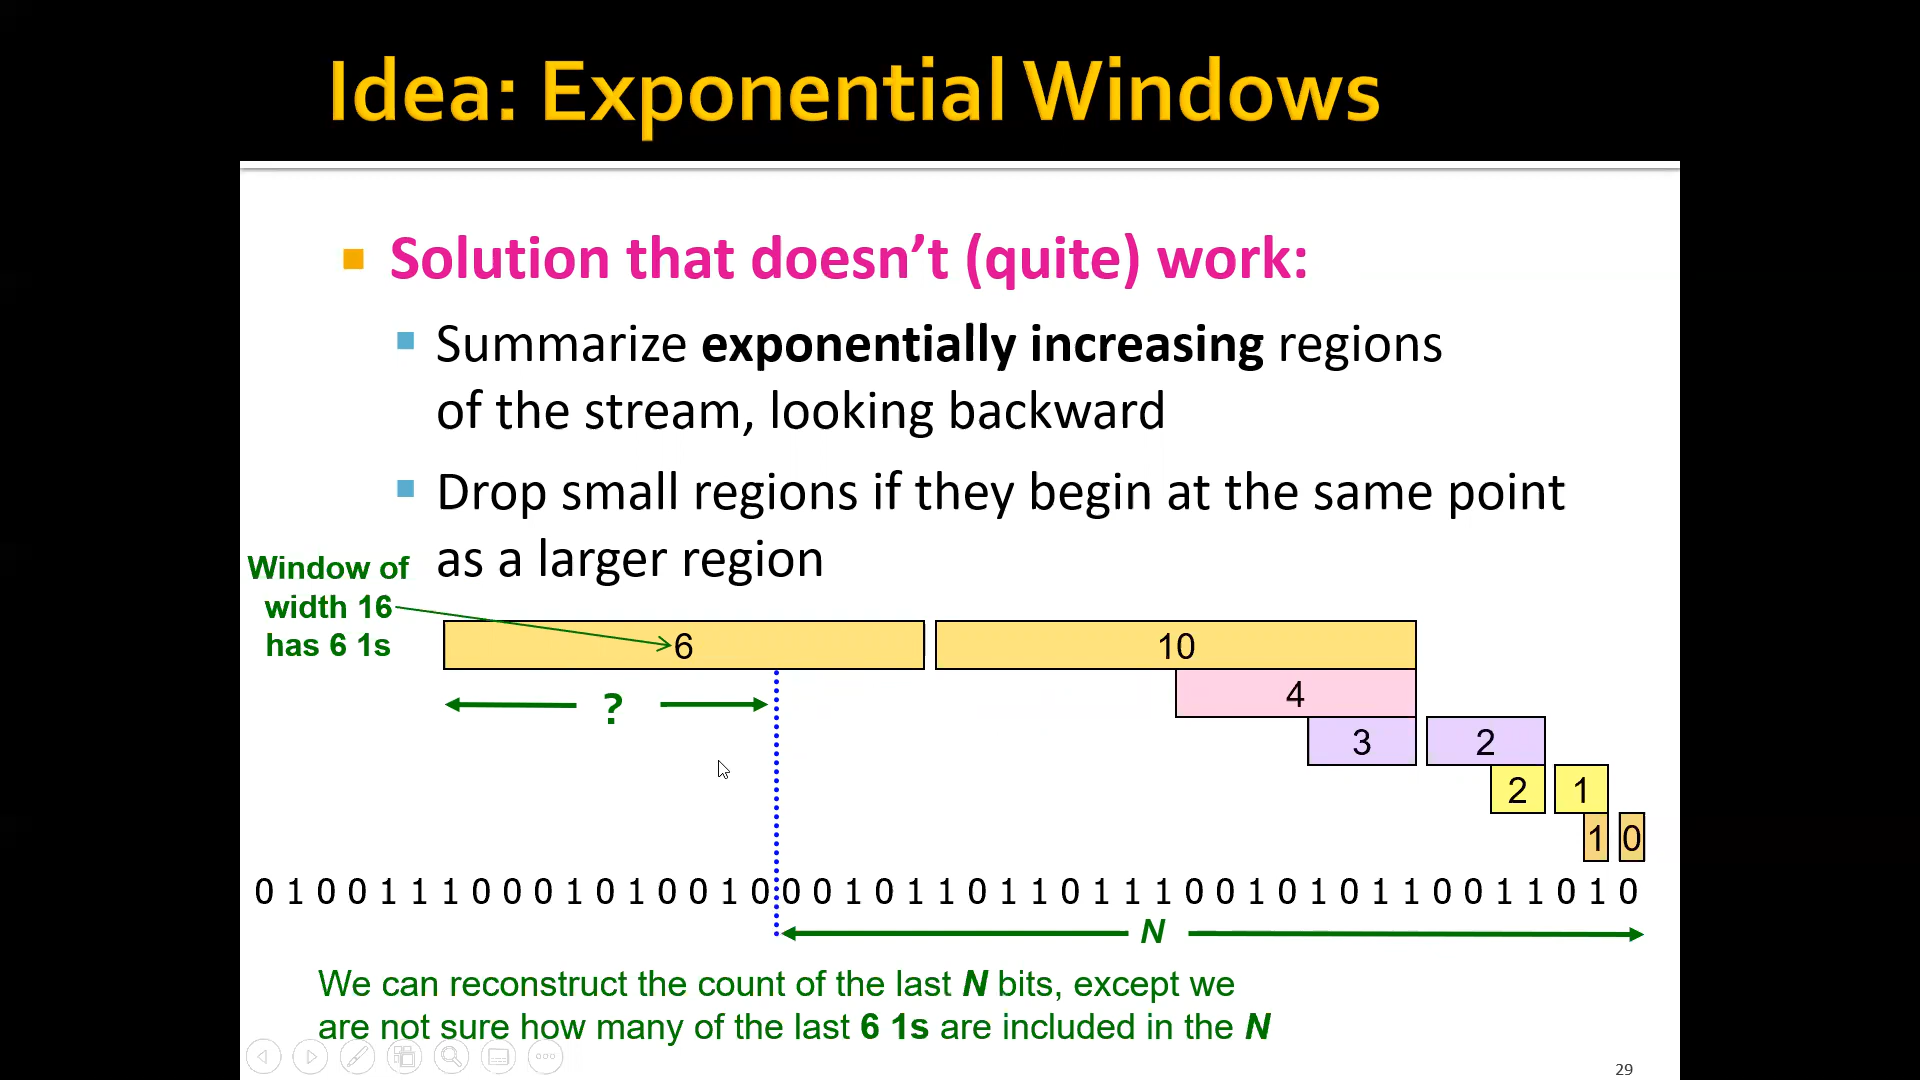 Idea: Exponential Windows
Solution that doesn’t (quite) work:
Summarize exponentially increasing regions
of the stream, looking backward
Drop small regions if they begin at the same point
as a larger region
Window of
width 16
has 6 1s
6
10
?
4
3
2
2
1
1
0
0 1 0 0 1 1 1 0 0 0 1 0 1 0 0 1 0 0 0 1 0 1 1 0 1 1 0 1 1 1 0 0 1 0 1 0 1 1 0 0 1 1 0 1 0
N
We can reconstruct the count of the last N bits, except we
are not sure how many of the last 6 1s are included in the N
29